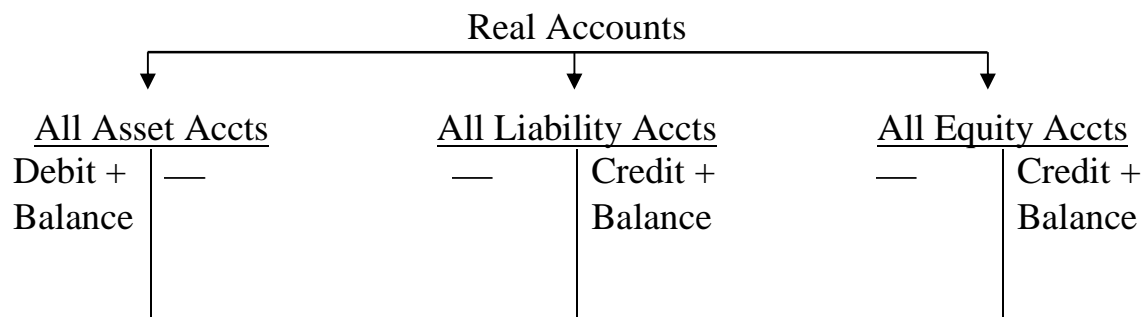 Real Accounts
All Asset Accts All Liability Accts All Equity Accts
Debit + — — Credit + — Credit +
Balance Balance Balance